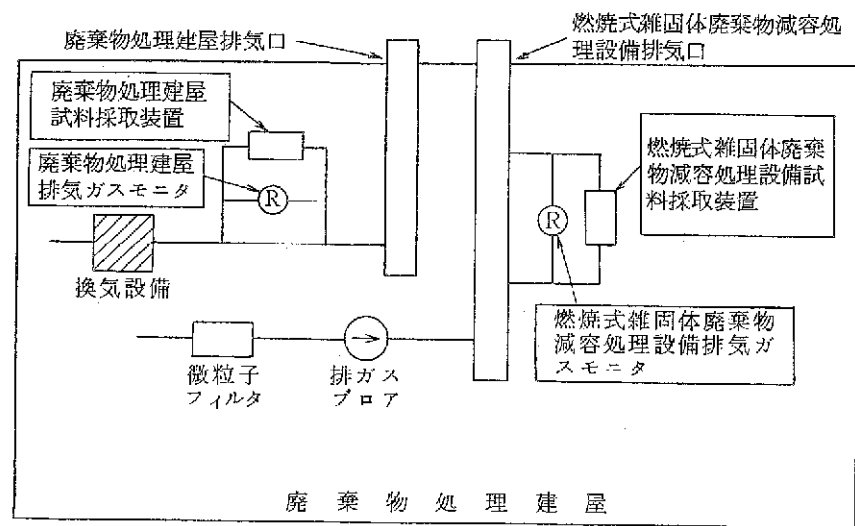 廃棄物処理建屋排気口
燃焼式雑固体廃棄物減容処
理設備排気口
廃棄物処理建屋
試料採取装置
廃棄物処理建屋
排気ガスモニタ
R
換気設備
燃焼式雑固体廃棄
物減容処理設備試
料採取装置
R
燃焼式雑固体廃棄物
減容処理設備排気ガ
スモニタ
微粒子
フィルタ
排ガス
ブロア
廃棄物処理建屋